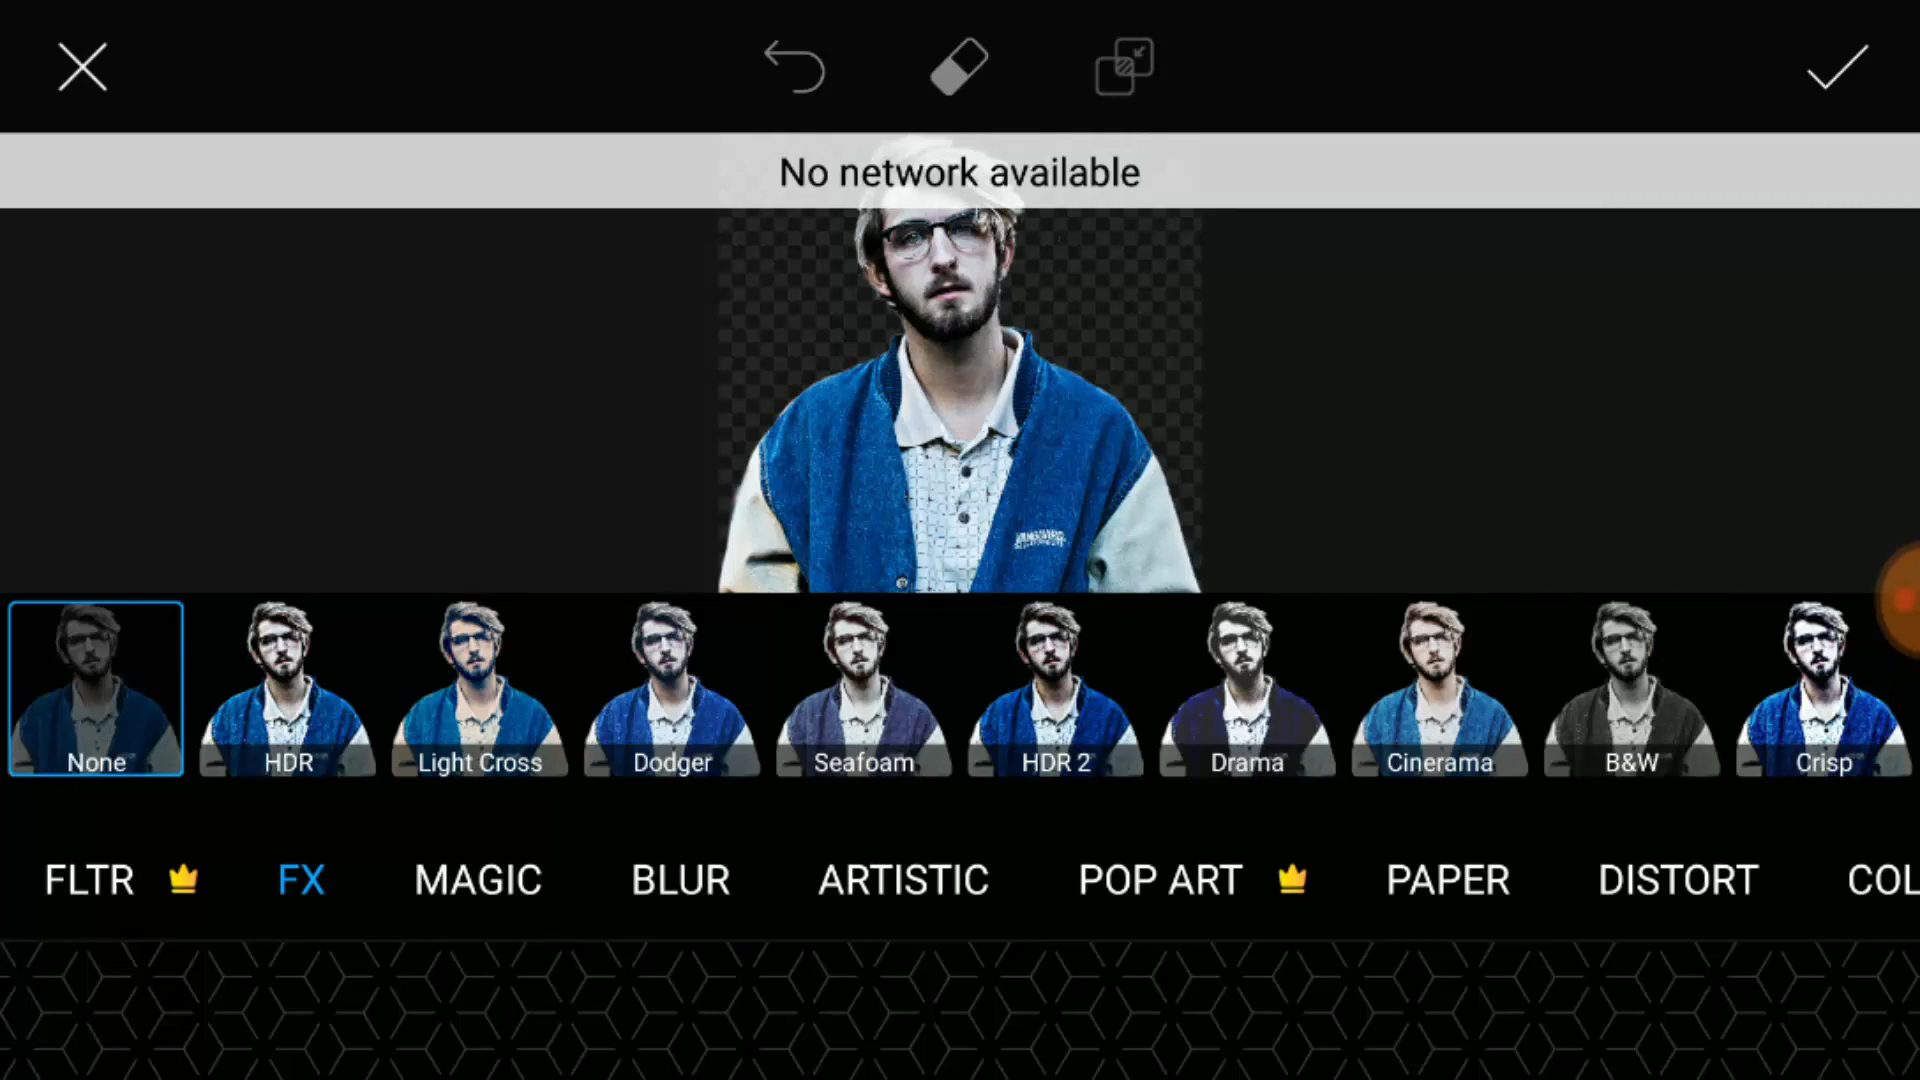 No network available
None HDR Light Cross Dodger Seafoam HDR 2 Drama Cinerama B&W Crisp
FLTR FX MAGIC BLUR ARTISTIC POP ART PAPER DISTORT COL